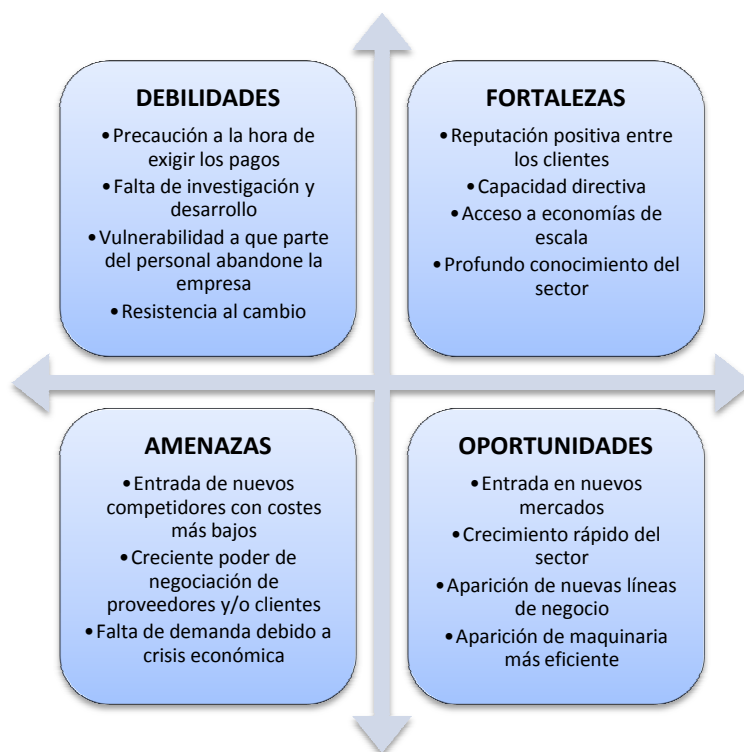 DEBILIDADES
•Precaución a la hora de
exigir los pagos
•Falta de investigación y
desarrollo
•Vulnerabilidad a que parte
del personal abandone la
empresa
•Resistencia al cambio
FORTALEZAS
•Reputación positiva entre
los clientes
•Capacidad directiva
•Acceso a economías de
escala
•Profundo conocimiento del
sector
AMENAZAS
•Entrada de nuevos
competidores con costes
más bajos
•Creciente poder de
negociación de
proveedores y/o clientes
•Falta de demanda debido a
crisis económica
OPORTUNIDADES
•Entrada en nuevos
mercados
•Crecimiento rápido del
sector
•Aparición de nuevas líneas
de negocio
•Aparición de maquinaria
más eficiente